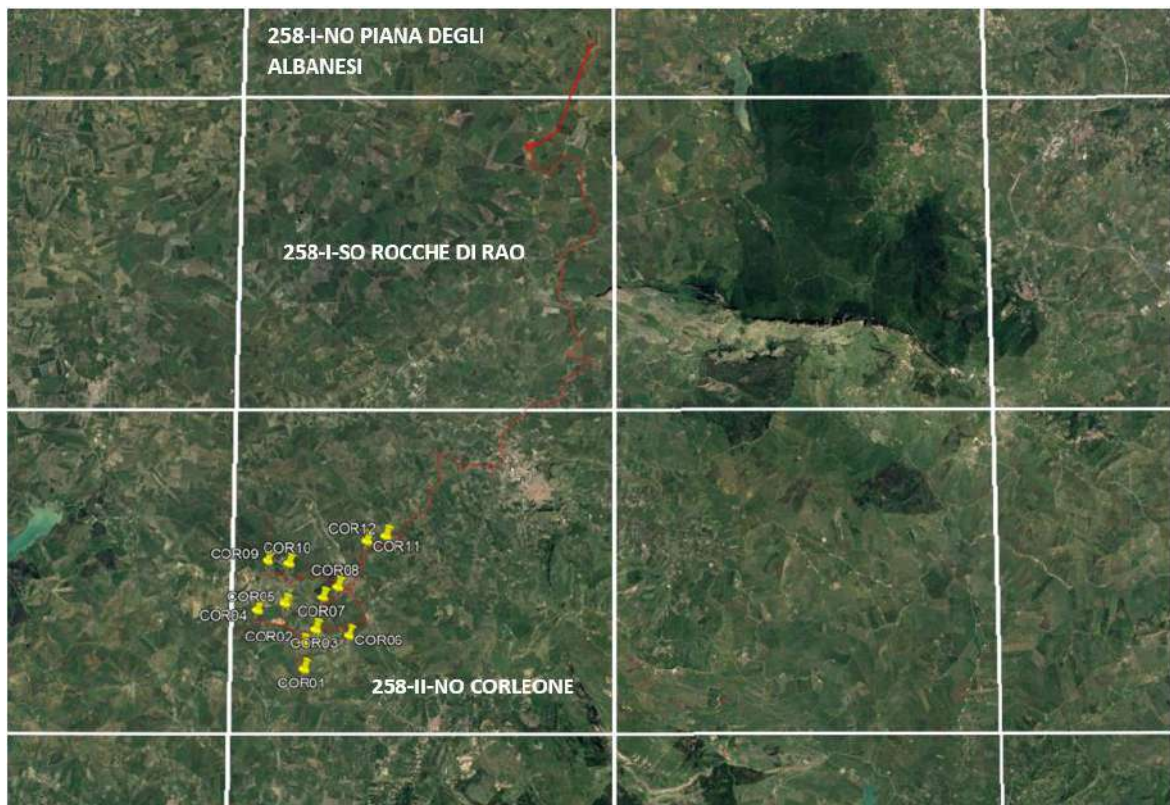 258-I-NO PIANA DEGLI
ALBANESI
258-I-SO ROCCHE DI RAO
COR12
COR11
COR09
COR10
COR08
COR05
COR04
COR07
COR02
COR03
COR06
COR01
258-II-NO CORLEONE